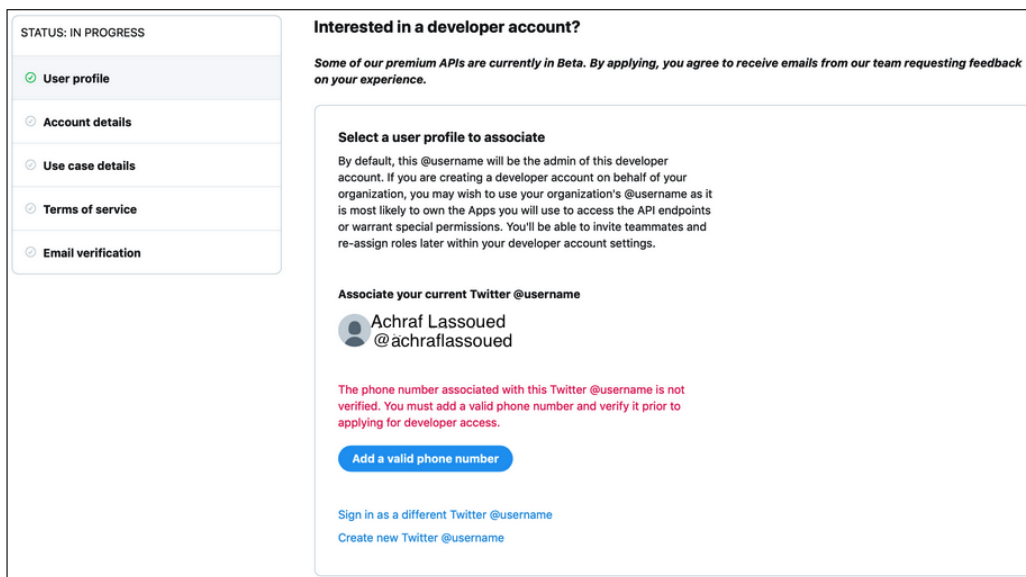 STATUS: IN PROGRESS
User profile
Account details
Use case details
Terms of service
Email verification
Interested in a developer account?
Some of our premium APIs are currently in Beta. By applying, you agree to receive emails from our team requesting feedback
on your experience.
Select a user profile to associate
By default, this @username will be the admin of this developer
account. If you are creating a developer account on behalf of your
organization, you may wish to use your organization's @username as it
is most likely to own the Apps you will use to access the API endpoints
or warrant special permissions. You'll be able to invite teammates and
re-assign roles later within your developer account settings.
Associate your current Twitter @username
Achraf Lassoued
@achraflassoued
The phone number associated with this Twitter @username is not
verified. You must add a valid phone number and verify it prior to
applying for developer access.
Add a valid phone number
Sign in as a different Twitter @username
Create new Twitter @username